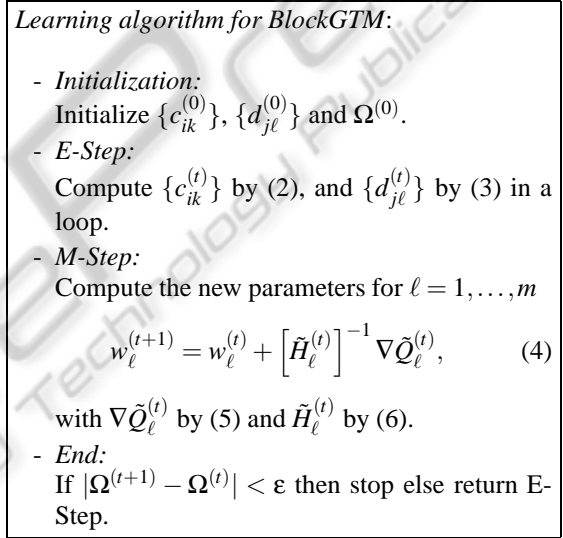 Learning algorithm for BlockGTM:
- Initialization:
Initialize {c_{ik}^{(0)}}, {d_{jℓ}^{(0)}} and Ω^{(0)}.
- E-Step:
Compute {c_{ik}^{(t)}} by (2), and {d_{jℓ}^{(t)}} by (3) in a
loop.
- M-Step:
Compute the new parameters for ℓ = 1,...,m
w_ℓ^{(t+1)} = w_ℓ^{(t)} + [H̃_ℓ^{(t)}]^{-1} ∇Q̃_ℓ^{(t)}, (4)
with ∇Q̃_ℓ^{(t)} by (5) and H̃_ℓ^{(t)} by (6).
- End:
If |Ω^{(t+1)} − Ω^{(t)}| < ε then stop else return E-
Step.